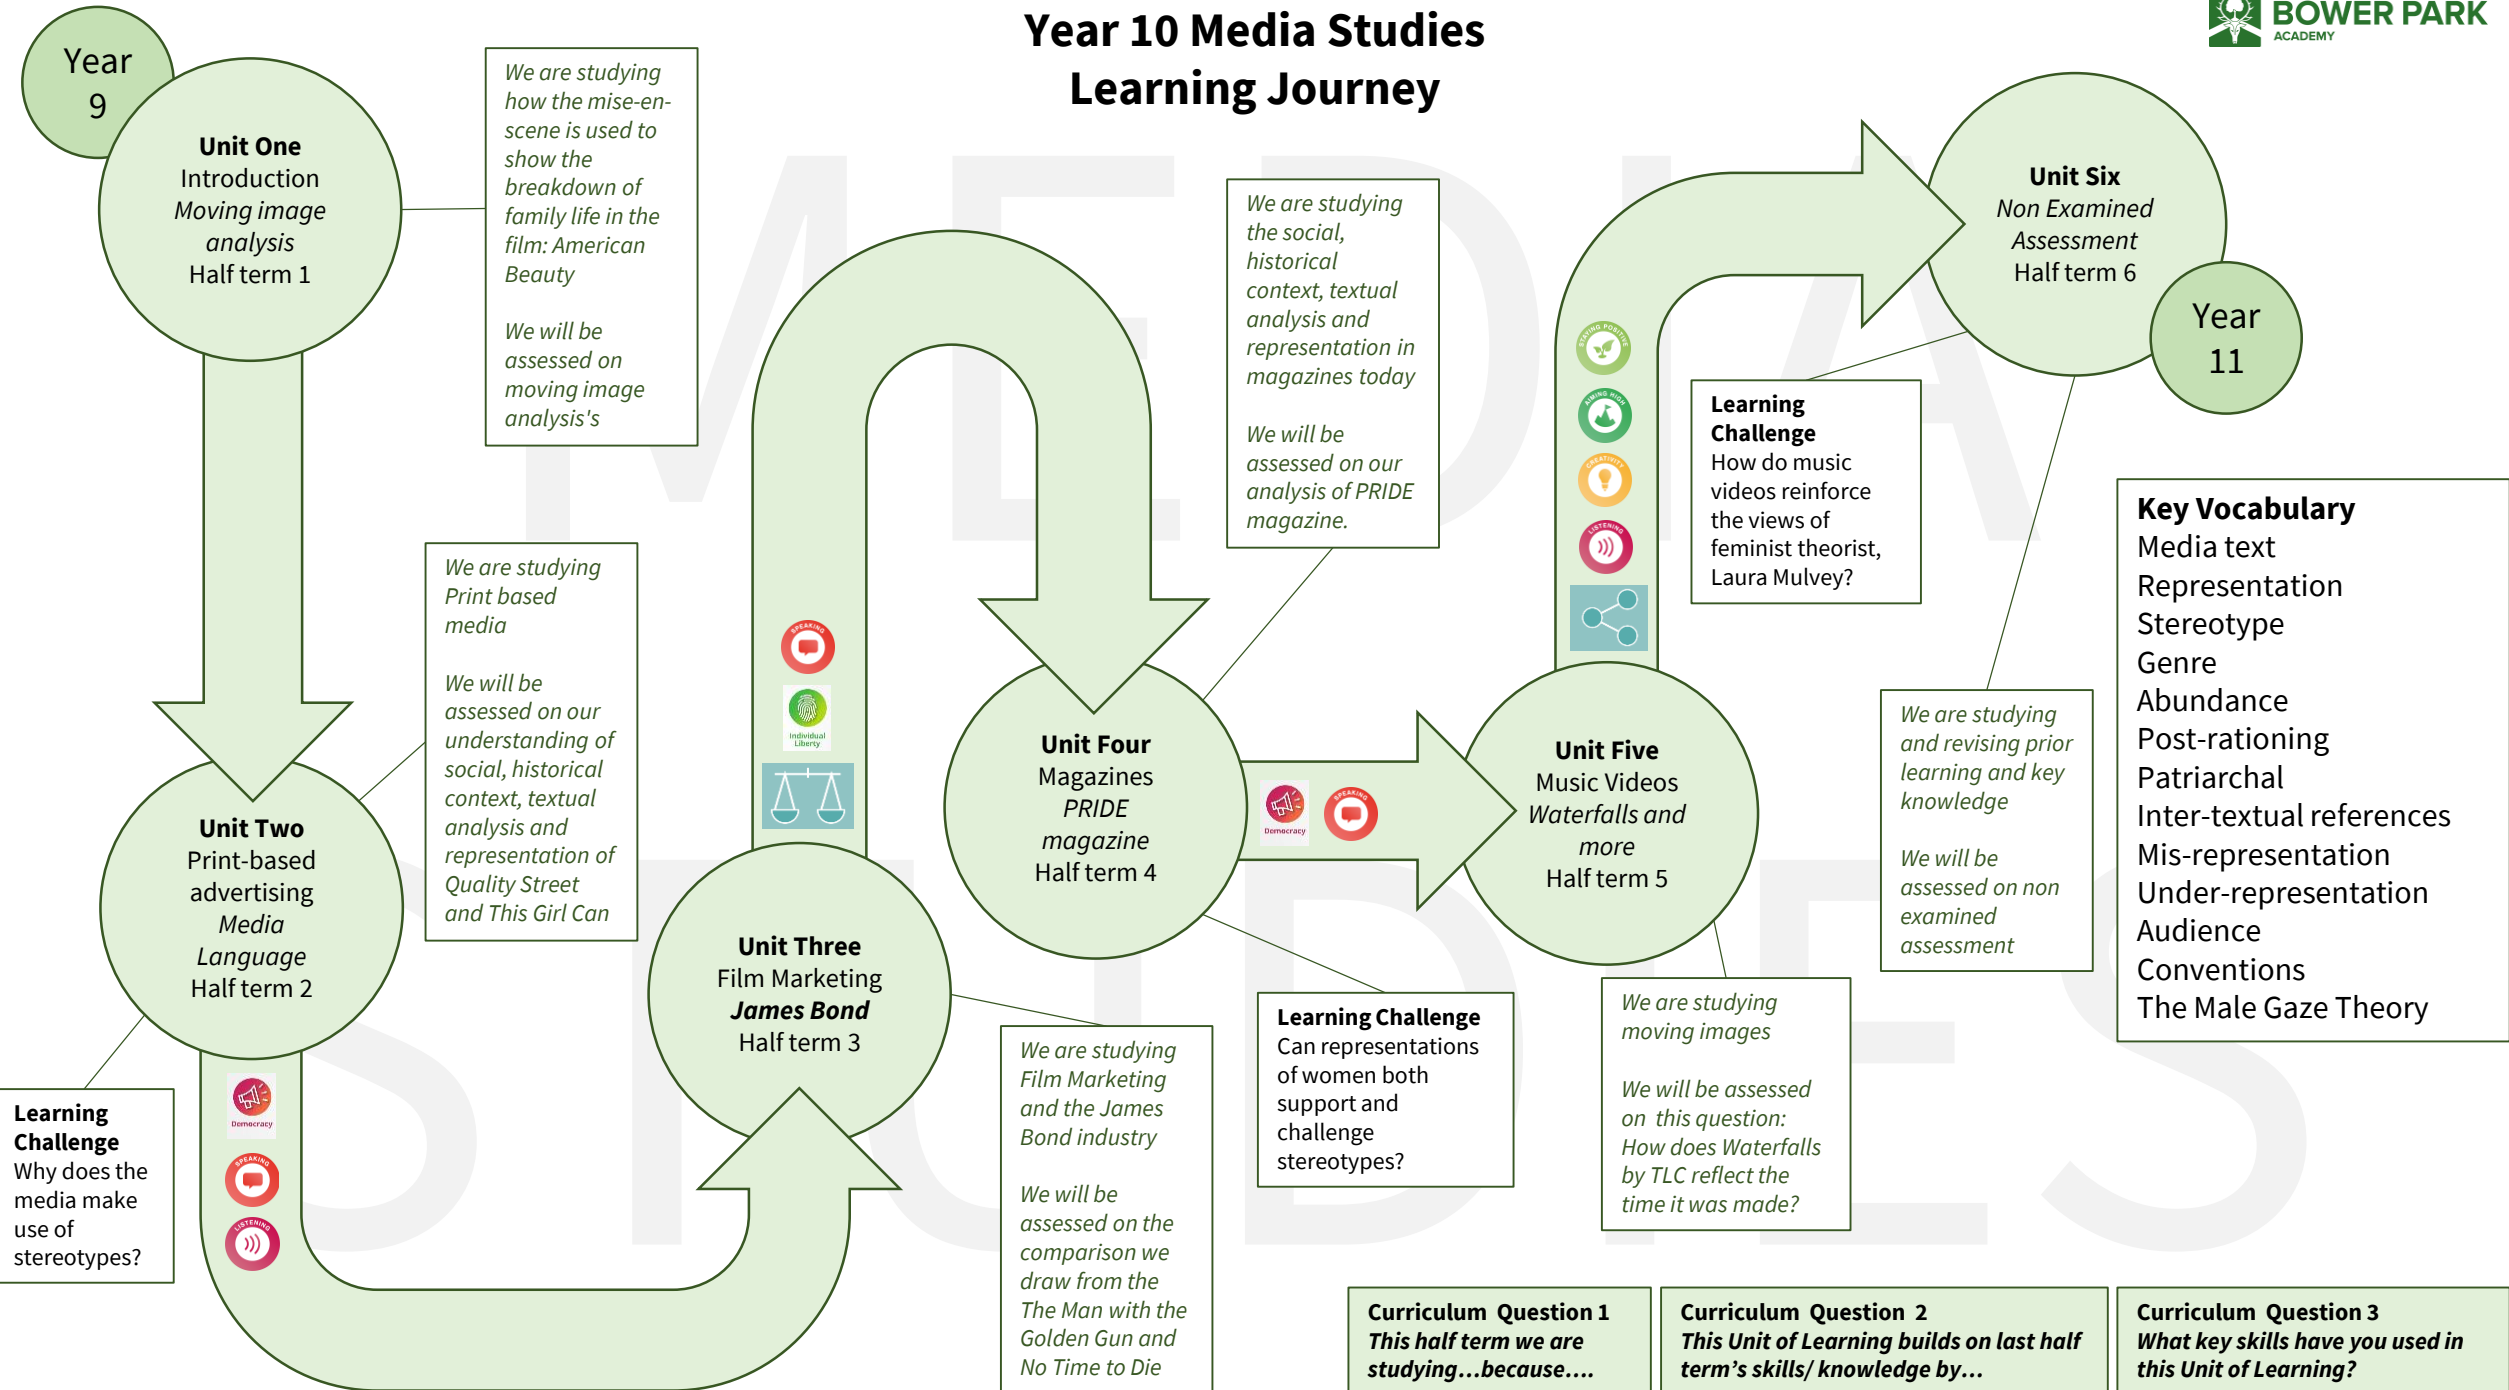 Year 10 Media Studies
Learning Journey
BOWER PARK
ACADEMY
Year
9
Unit One
Introduction
Moving image
analysis
Half term 1
We are studying
how the mise-en-
scene is used to
show the
breakdown of
family life in the
film: American
Beauty
We will be
assessed on
moving image
analysis's
Unit Two
Print-based
advertising
Media
Language
Half term 2
We are studying
Print based
media
We will be
assessed on our
understanding of
social, historical
context, textual
analysis and
representation of
Quality Street
and This Girl Can
Learning
Challenge
Why does the
media make
use of
stereotypes?
Democracy
SPEAKING
LISTENING
Unit Three
Film Marketing
James Bond
Half term 3
We are studying
Film Marketing
and the James
Bond industry
We will be
assessed on the
comparison we
draw from the
The Man with the
Golden Gun and
No Time to Die
SPEAKING
Individual
Liberty
Unit Four
Magazines
PRIDE
magazine
Half term 4
We are studying
the social,
historical
context, textual
analysis and
representation in
magazines today
We will be
assessed on our
analysis of PRIDE
magazine.
Learning Challenge
Can representations
of women both
support and
challenge
stereotypes?
Democracy
SPEAKING
Unit Five
Music Videos
Waterfalls and
more
Half term 5
We are studying
moving images
We will be assessed
on this question:
How does Waterfalls
by TLC reflect the
time it was made?
STAYING POSITIVE
AIMING HIGH
CREATIVITY
LISTENING
Unit Six
Non Examined
Assessment
Half term 6
Year
11
Learning
Challenge
How do music
videos reinforce
the views of
feminist theorist,
Laura Mulvey?
We are studying
and revising prior
learning and key
knowledge
We will be
assessed on non
examined
assessment
Key Vocabulary
Media text
Representation
Stereotype
Genre
Abundance
Post-rationing
Patriarchal
Inter-textual references
Mis-representation
Under-representation
Audience
Conventions
The Male Gaze Theory
Curriculum Question 1
This half term we are
studying...because....
Curriculum Question 2
This Unit of Learning builds on last half
term's skills/ knowledge by...
Curriculum Question 3
What key skills have you used in
this Unit of Learning?
MEDIA
STUDIES